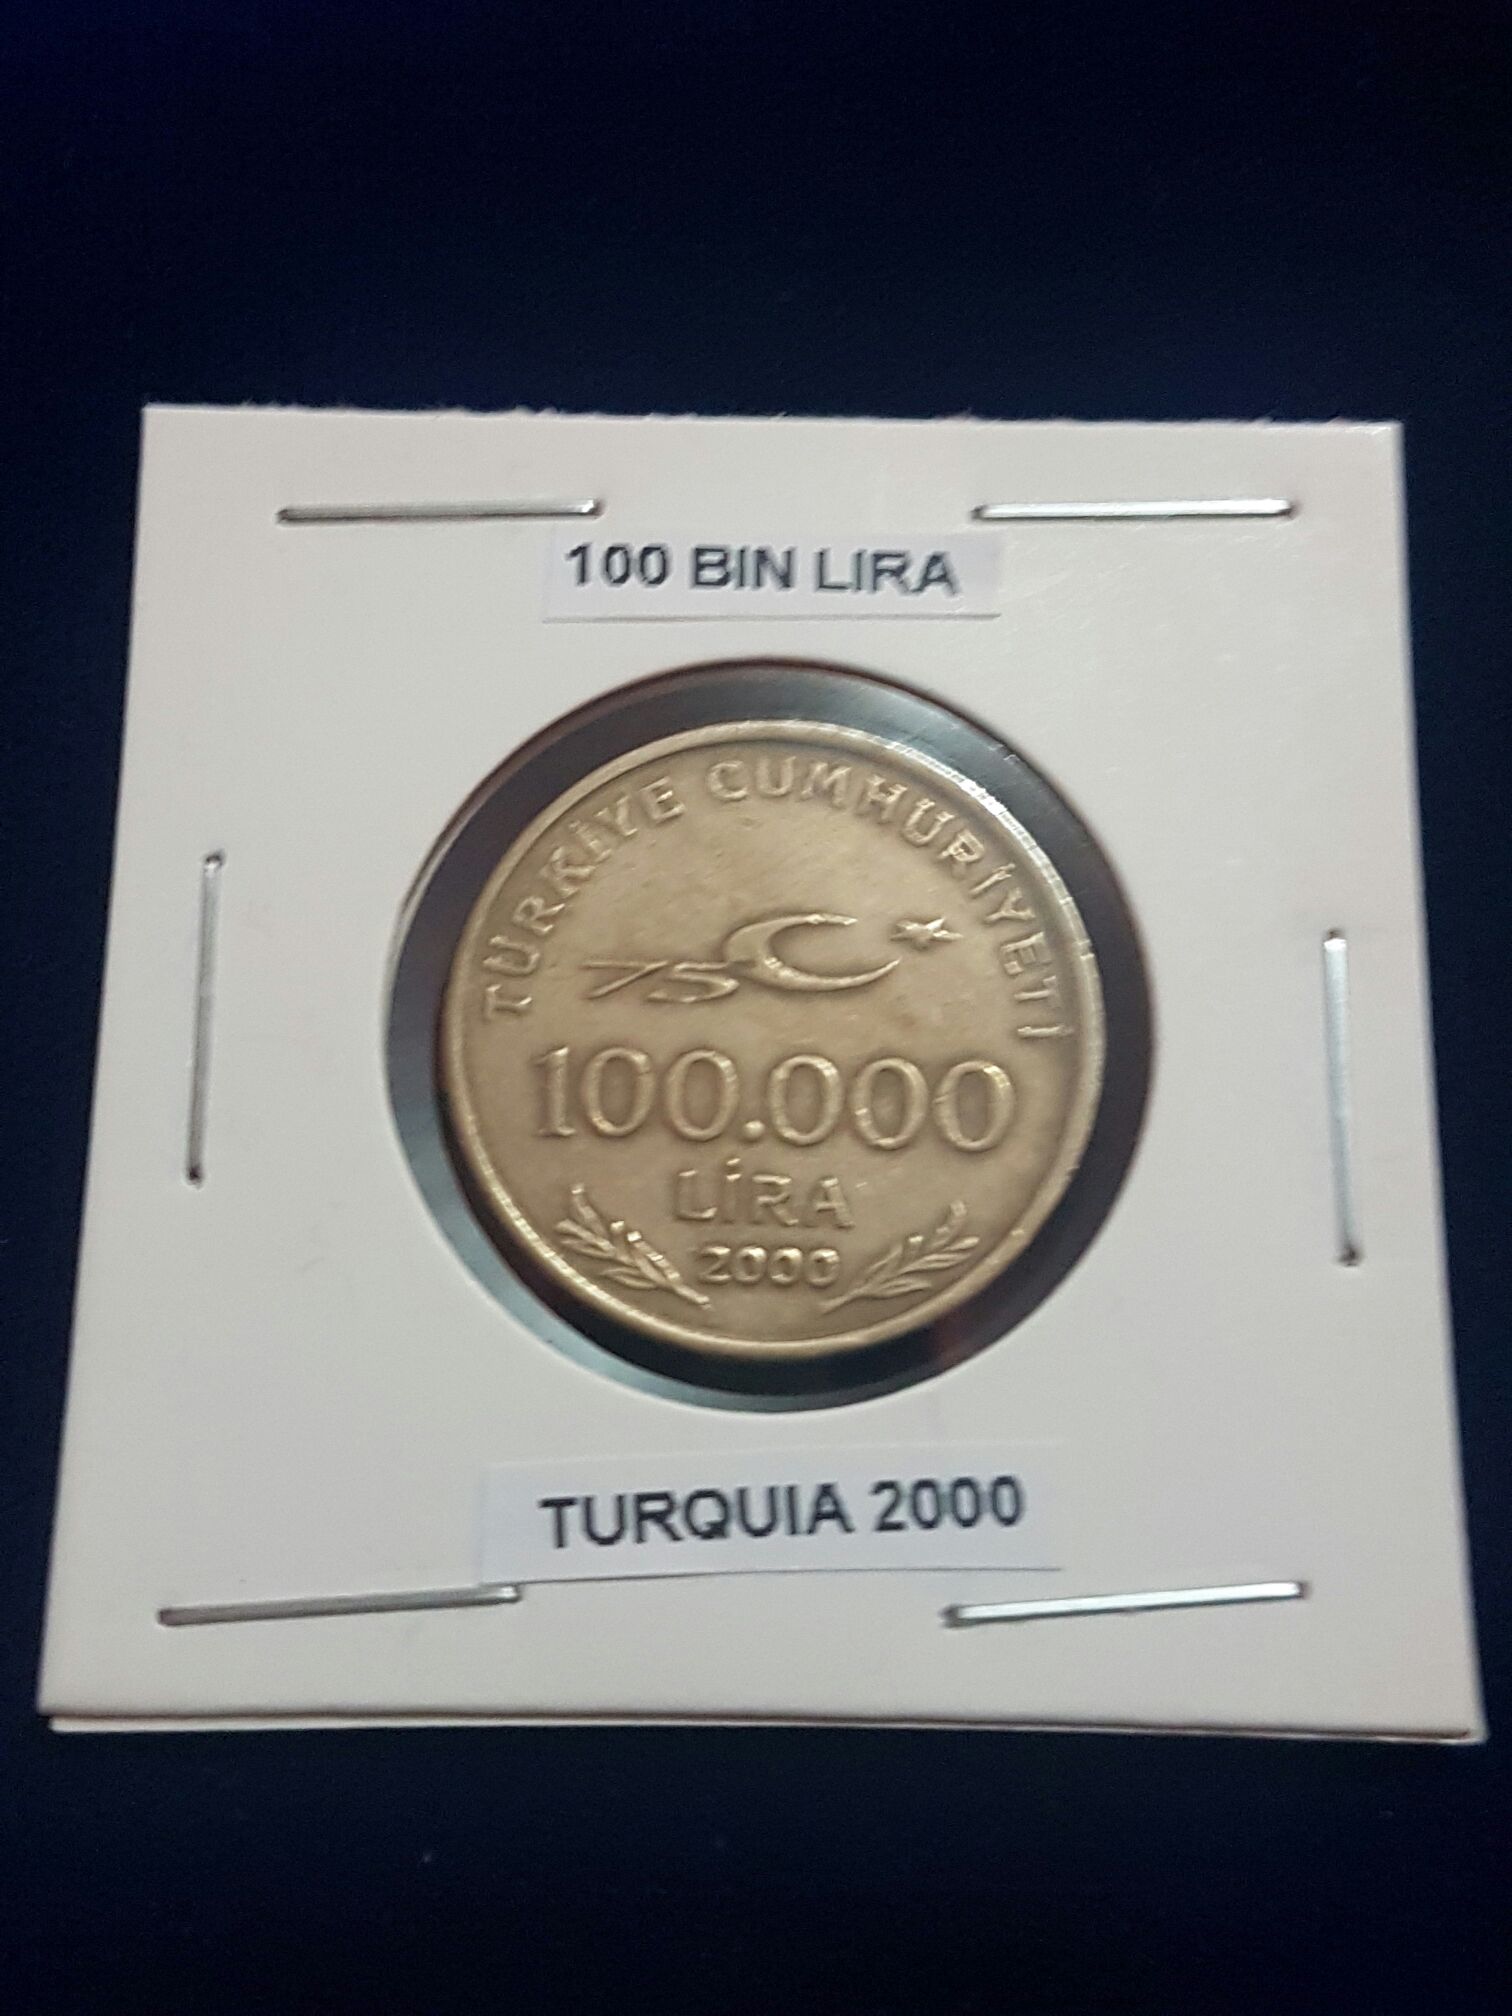 100 BIN LIRA
TÜRKİYE CUMHURİYETİ
75
100.000
LİRA
2000
TURQUIA 2000